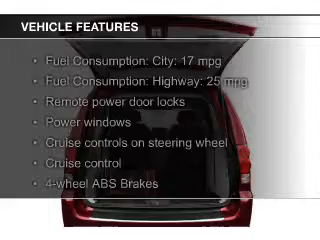 VEHICLE FEATURES
• Fuel Consumption: City: 17 mpg
• Fuel Consumption: Highway: 25 mpg
• Remote power door locks
• Power windows
• Cruise controls on steering wheel
• Cruise control
• 4-wheel ABS Brakes